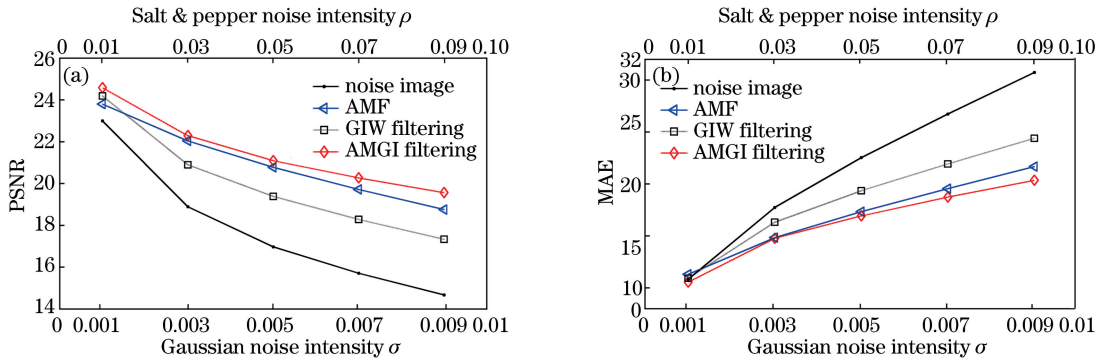 Salt & pepper noise intensity ρ
0 0.01 0.03 0.05 0.07 0.09 0.10
26
24
22
20
18
16
14
PSNR
(a)
noise image
AMF
GIW filtering
AMGI filtering
0 0.001 0.003 0.005 0.007 0.009 0.01
Gaussian noise intensity σ
Salt & pepper noise intensity ρ
0 0.01 0.03 0.05 0.07 0.09 0.10
32
30
25
20
15
10
0
MAE
(b)
noise image
AMF
GIW filtering
AMGI filtering
0 0.001 0.003 0.005 0.007 0.009 0.01
Gaussian noise intensity σ